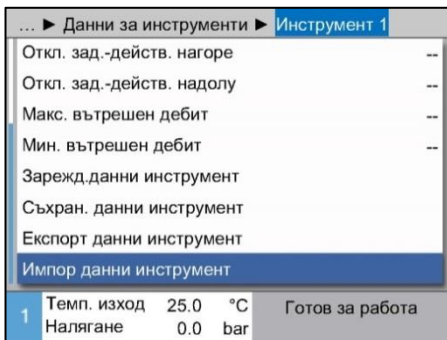 ... ► Данни за инструменти ► Инструмент 1
Откл. зад.-действ. нагоре --
Откл. зад.-действ. надолу --
Макс. вътрешен дебит --
Мин. вътрешен дебит --
Зарежд.данни инструмент
Съхран. данни инструмент
Експорт данни инструмент
Импор данни инструмент
1 Темп. изход 25.0 °C Готов за работа
Налягане 0.0 bar